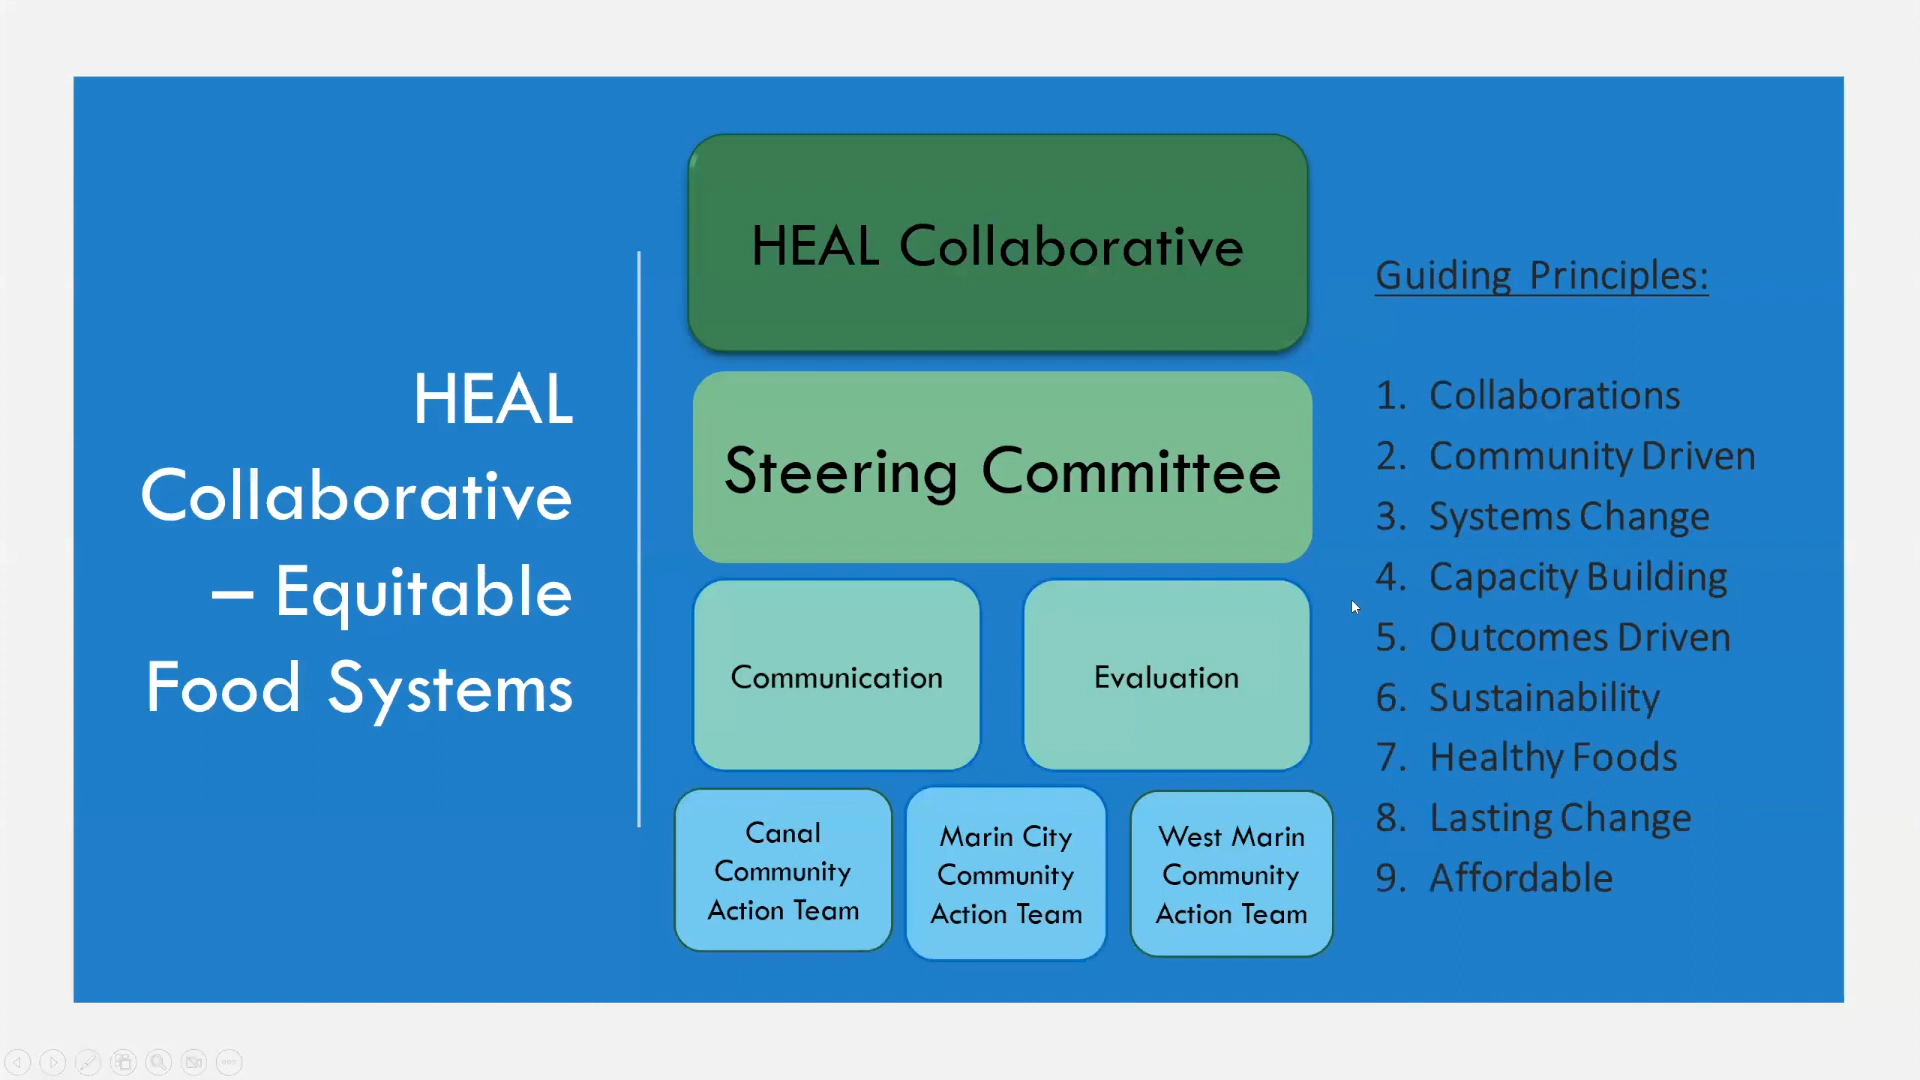 HEAL
Collaborative
– Equitable
Food Systems
HEAL Collaborative
Steering Committee
Communication
Evaluation
Canal
Community
Action Team
Marin City
Community
Action Team
West Marin
Community
Action Team
Guiding Principles:
1. Collaborations
2. Community Driven
3. Systems Change
4. Capacity Building
5. Outcomes Driven
6. Sustainability
7. Healthy Foods
8. Lasting Change
9. Affordable